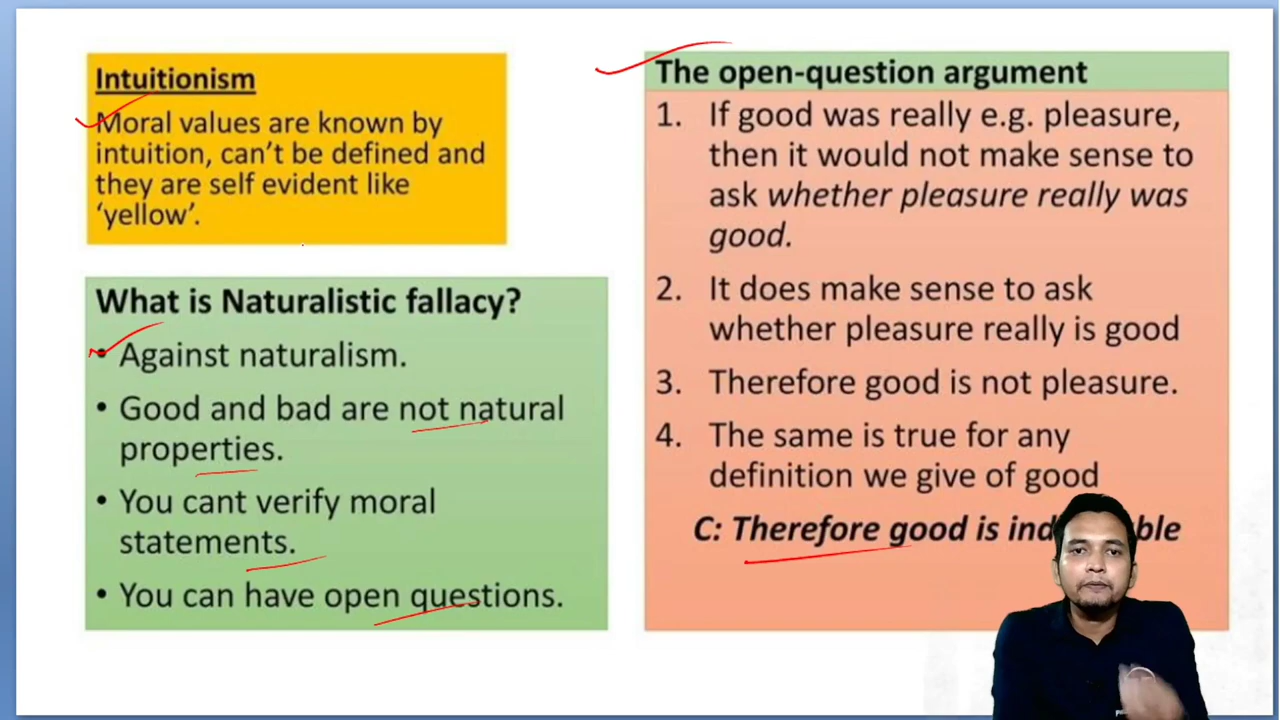 Intuitionism
Moral values are known by
intuition, can't be defined and
they are self evident like
'yellow'.
What is Naturalistic fallacy?
• Against naturalism.
• Good and bad are not natural
properties.
• You cant verify moral
statements.
• You can have open questions.
The open-question argument
1. If good was really e.g. pleasure,
then it would not make sense to
ask whether pleasure really was
good.
2. It does make sense to ask
whether pleasure really is good
3. Therefore good is not pleasure.
4. The same is true for any
definition we give of good
C: Therefore good is